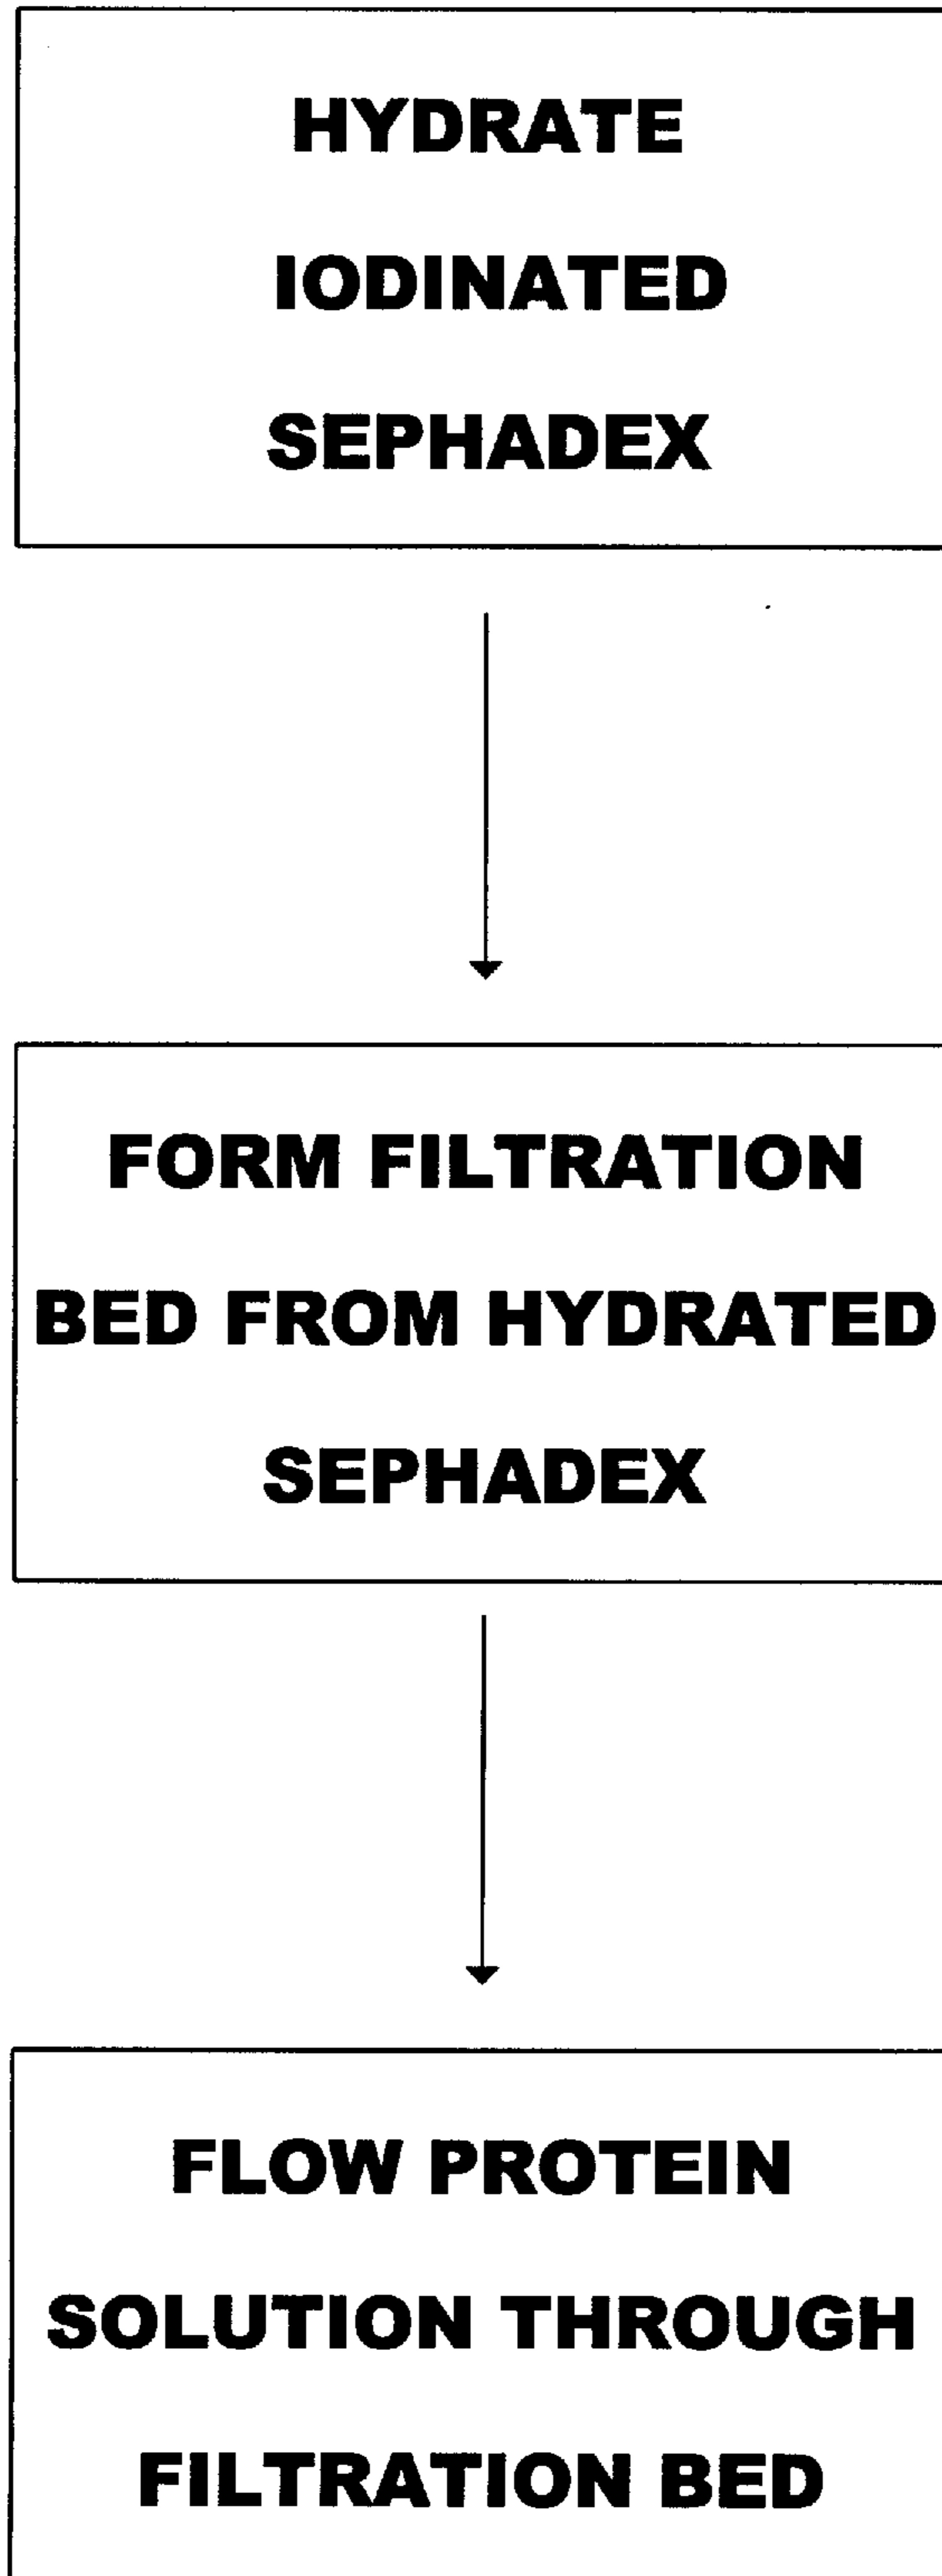 HYDRATE
IODINATED
SEPHADEX
FORM FILTRATION
BED FROM HYDRATED
SEPHADEX
FLOW PROTEIN
SOLUTION THROUGH
FILTRATION BED